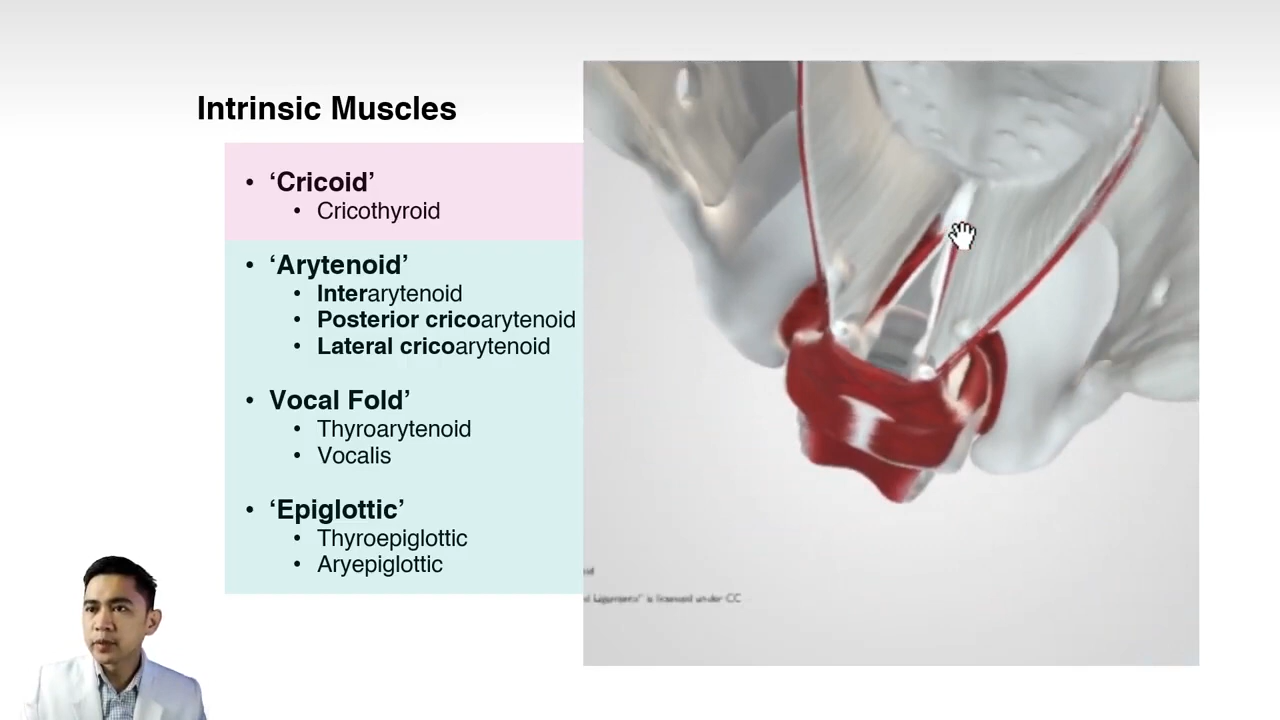 Intrinsic Muscles
• ‘Cricoid’
• Cricothyroid
• ‘Arytenoid’
• Interarytenoid
• Posterior cricoarytenoid
• Lateral cricoarytenoid
• Vocal Fold’
• Thyroarytenoid
• Vocalis
• ‘Epiglottic’
• Thyroepiglottic
• Aryepiglottic
Ligaments" is licensed under CC